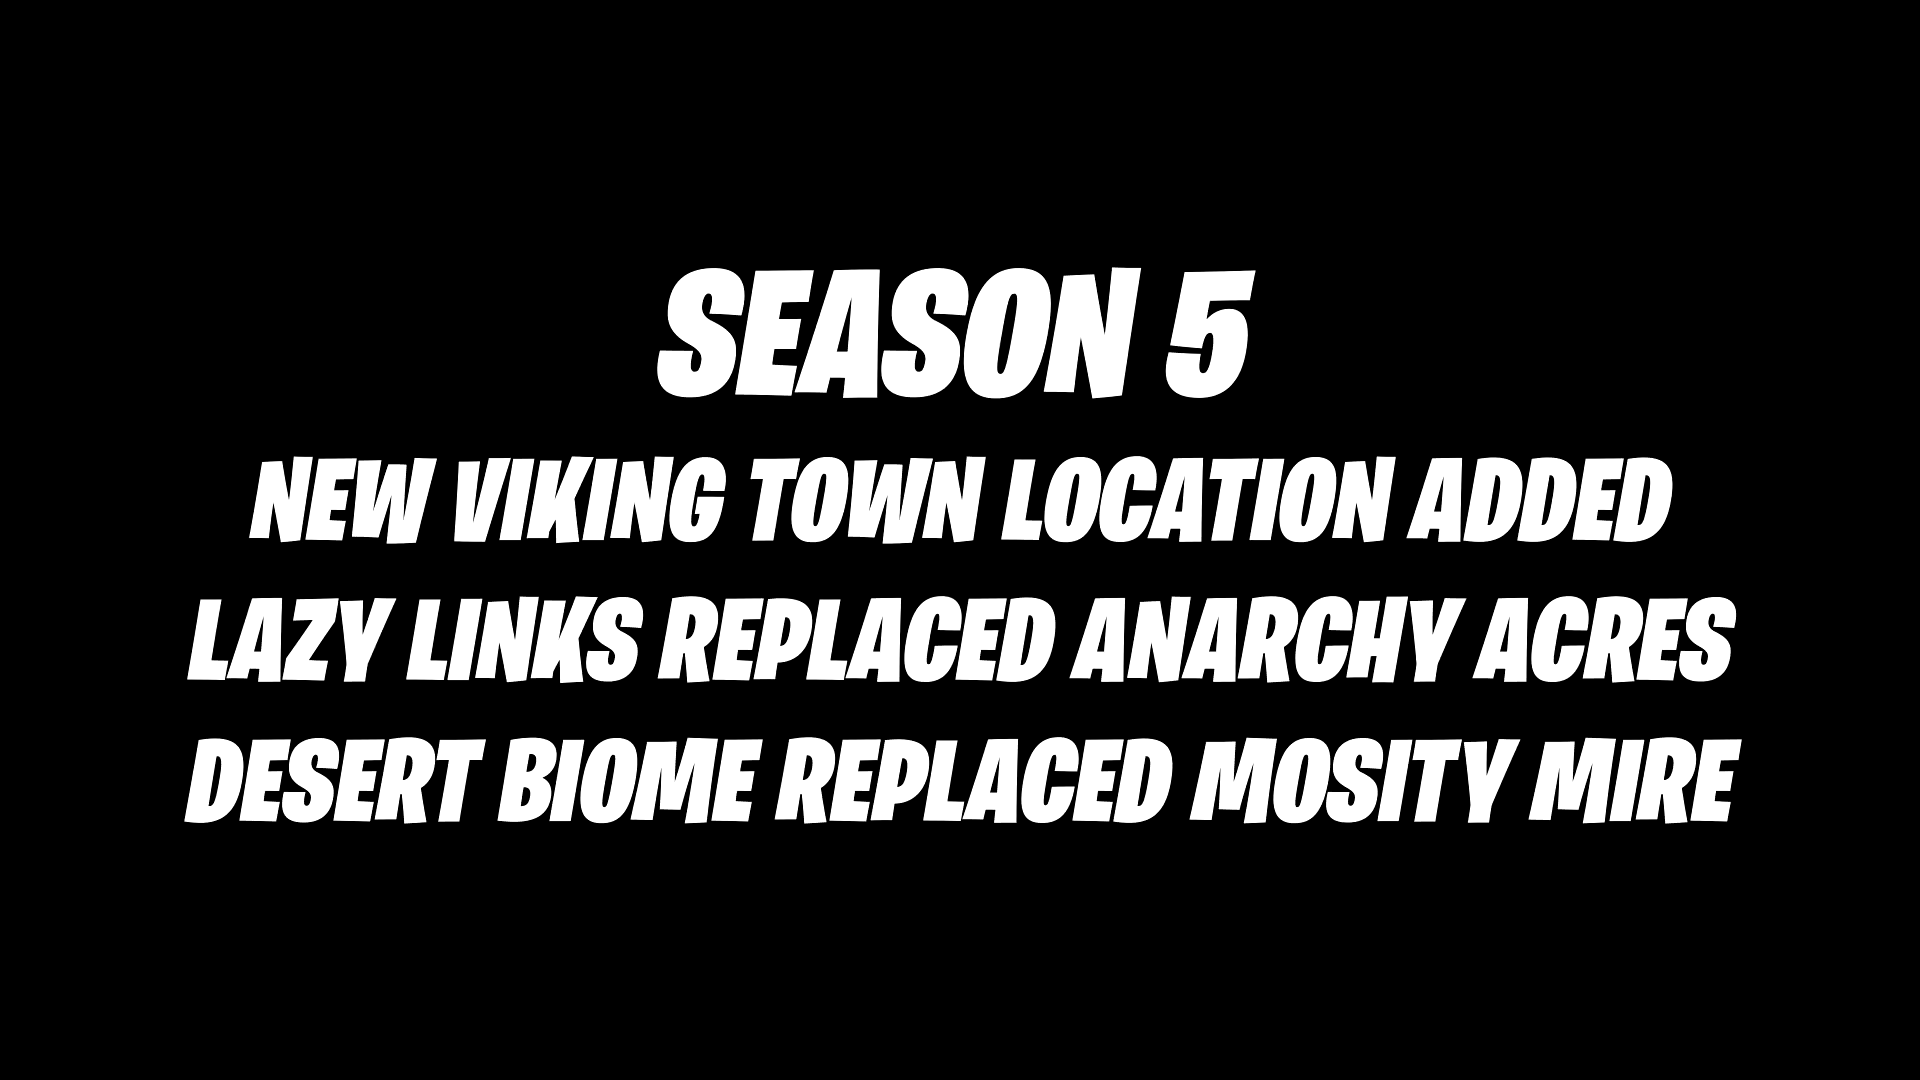 SEASON 5
NEW VIKING TOWN LOCATION ADDED
LAZY LINKS REPLACED ANARCHY ACRES
DESERT BIOME REPLACED MOSITY MIRE